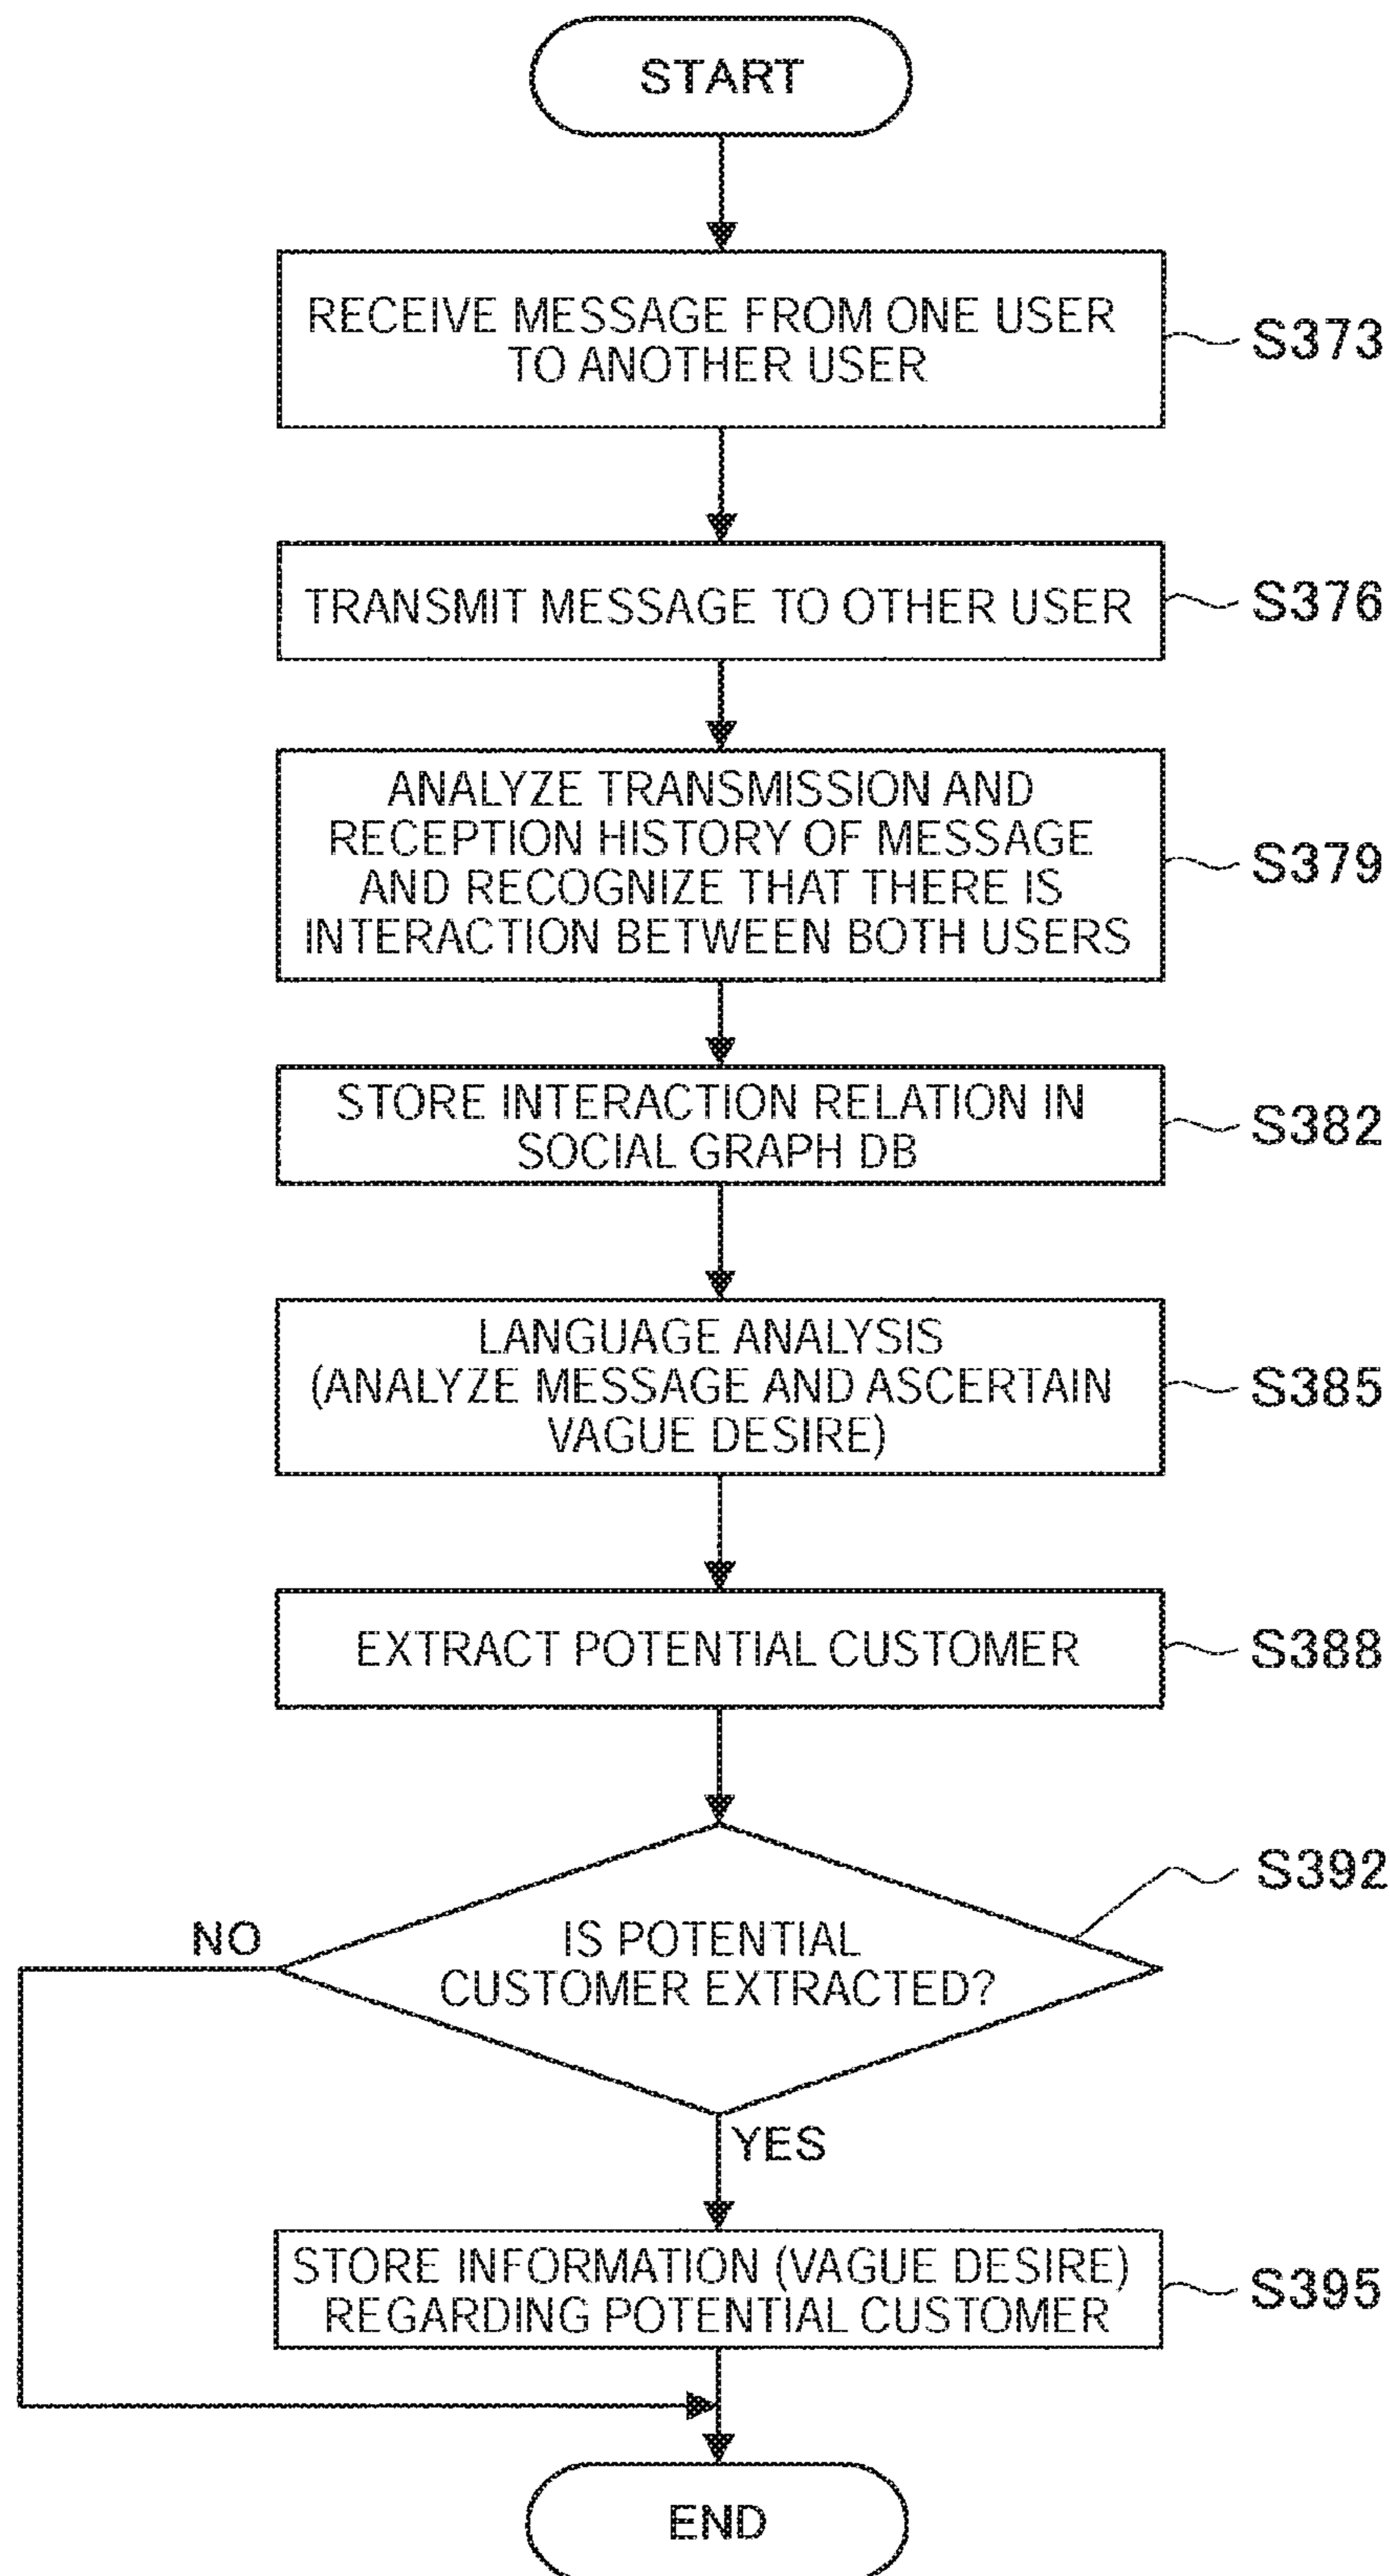 START
RECEIVE MESSAGE FROM ONE USER
TO ANOTHER USER
S373
TRANSMIT MESSAGE TO OTHER USER
S376
ANALYZE TRANSMISSION AND
RECEPTION HISTORY OF MESSAGE
AND RECOGNIZE THAT THERE IS
INTERACTION BETWEEN BOTH USERS
S379
STORE INTERACTION RELATION IN
SOCIAL GRAPH DB
S382
LANGUAGE ANALYSIS
(ANALYZE MESSAGE AND ASCERTAIN
VAGUE DESIRE)
S385
EXTRACT POTENTIAL CUSTOMER
S388
IS POTENTIAL
CUSTOMER EXTRACTED?
S392
NO
YES
STORE INFORMATION (VAGUE DESIRE)
REGARDING POTENTIAL CUSTOMER
S395
END